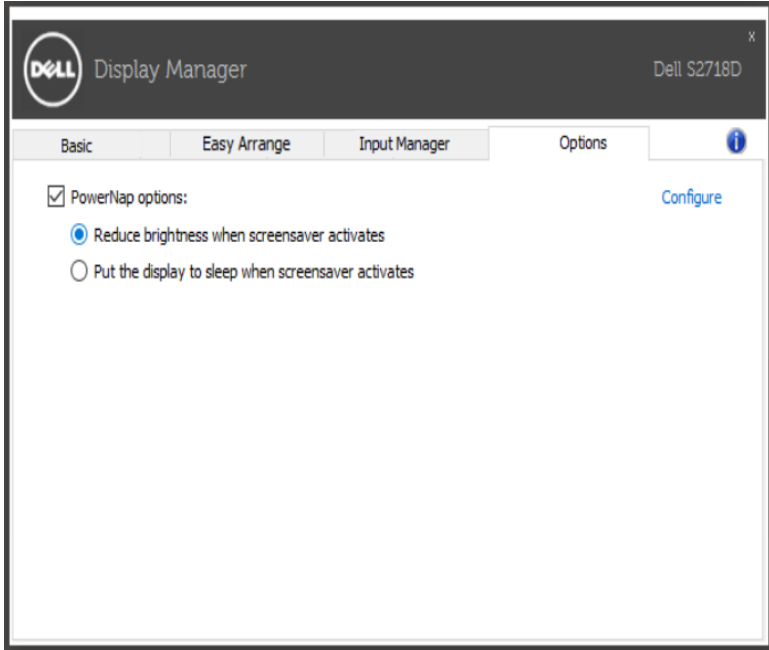 x
DELL Display Manager Dell S2718D
Basic Easy Arrange Input Manager Options i
PowerNap options: Configure
Reduce brightness when screensaver activates
Put the display to sleep when screensaver activates